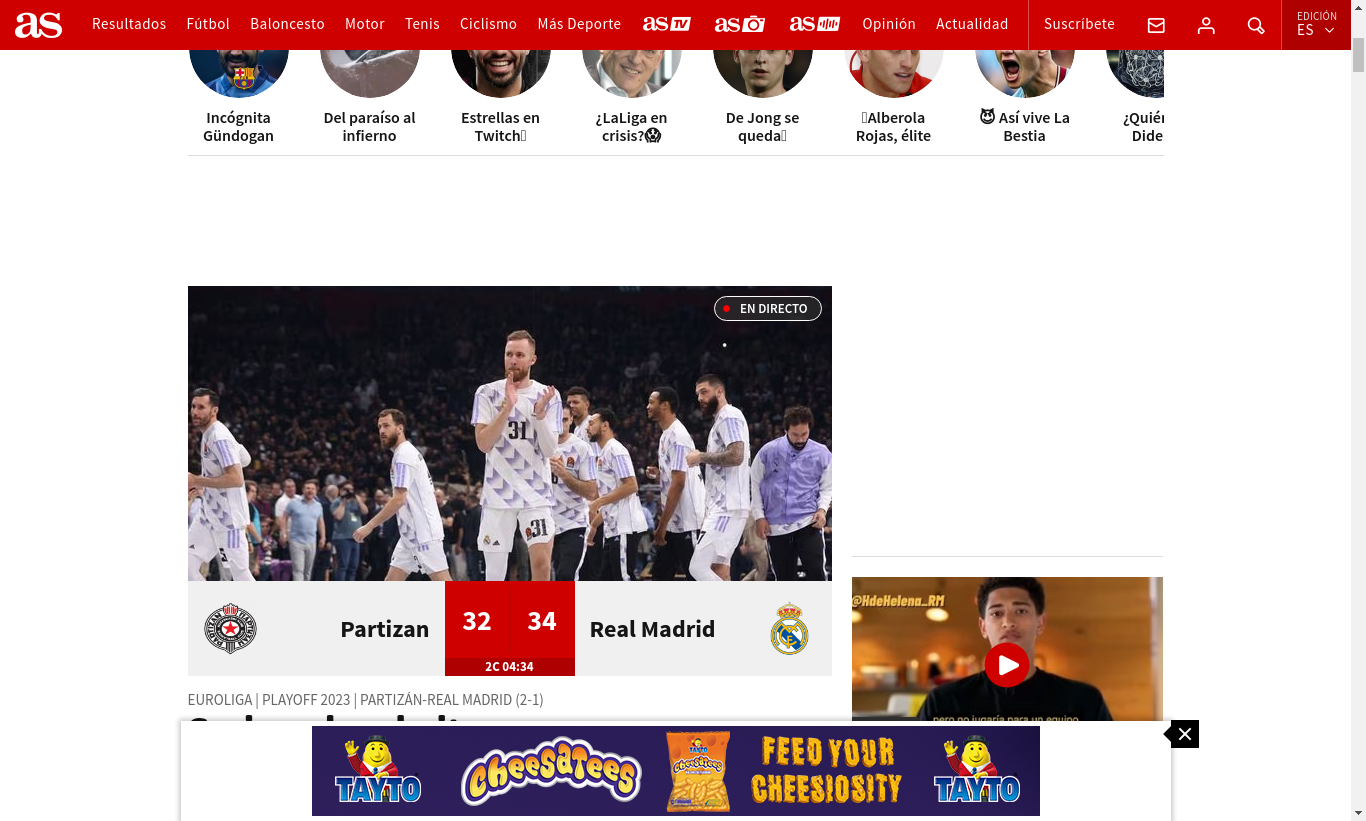 as
Resultados
Fútbol
Baloncesto
Motor
Tenis
Ciclismo
Más Deporte
as TV
as
as
Opinión
Actualidad
Suscríbete
EDICIÓN
ES
Incógnita
Gündogan
Del paraíso al
infierno
Estrellas en
Twitch
¿LaLiga en
crisis?😱
De Jong se
queda
Alberola
Rojas, élite
😈 Así vive La
Bestia
EN DIRECTO
31
31
@HdeHelena_RM
pero no jugaría para un equipo
Partizan
32
34
Real Madrid
2C 04:34
EUROLIGA | PLAYOFF 2023 | PARTIZÁN-REAL MADRID (2-1)
TAYTO
CheesaTees
TAYTO
FEED YOUR
CHEESIOSITY
TAYTO